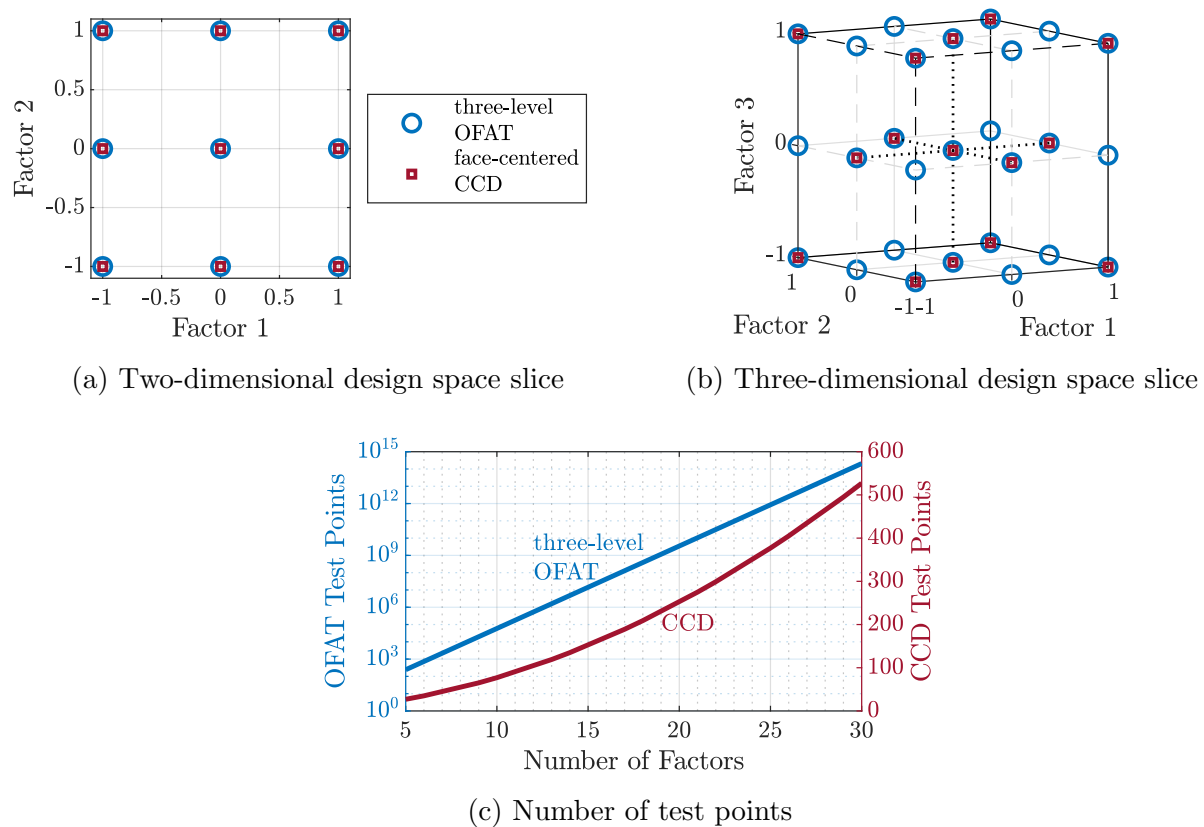 1
0.5
0
-0.5
-1
-1 -0.5 0 0.5 1
Factor 1
Factor 2
three-level
OFAT
face-centered
CCD
(a) Two-dimensional design space slice
1
0
-1
Factor 3
1
0
-1-1
0
1
Factor 2
Factor 1
(b) Three-dimensional design space slice
10^15
10^12
10^9
10^6
10^3
10^0
OFAT Test Points
three-level
OFAT
CCD
600
500
400
300
200
100
0
CCD Test Points
5 10 15 20 25 30
Number of Factors
(c) Number of test points